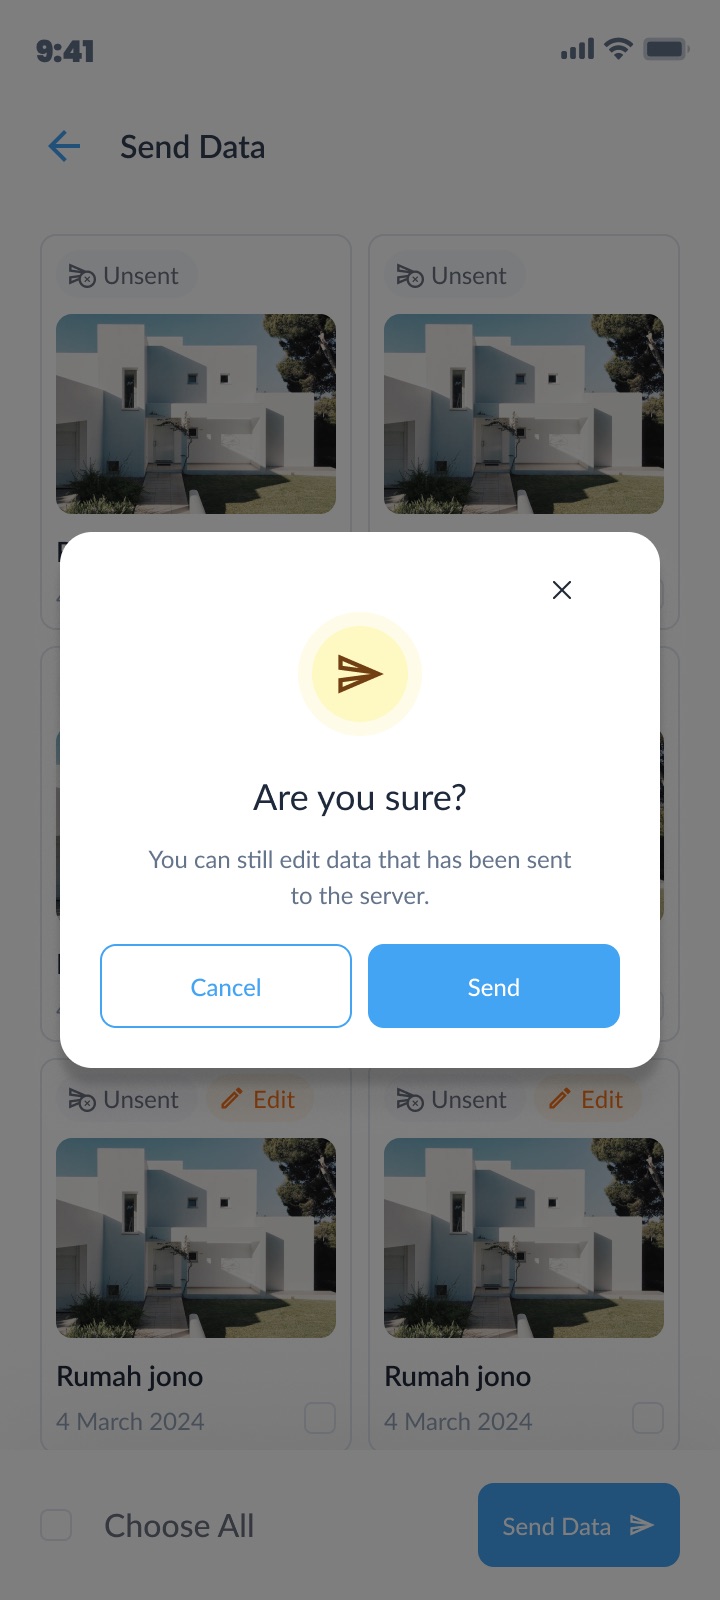 9:41
Send Data
Unsent
Unsent
Are you sure?
You can still edit data that has been sent
to the server.
Cancel
Send
Unsent
Edit
Unsent
Edit
Rumah jono
Rumah jono
4 March 2024
4 March 2024
Choose All
Send Data